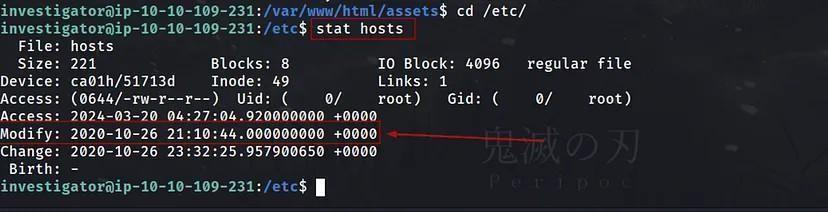 investigator@ip-10-10-109-231:/var/www/html/assets$ cd /etc/
investigator@ip-10-10-109-231:/etc$ stat hosts
  File: hosts
  Size: 221             Blocks: 8          IO Block: 4096   regular file
Device: ca01h/51713d    Inode: 49          Links: 1
Access: (0644/-rw-r--r--)  Uid: (    0/    root)   Gid: (    0/    root)
Access: 2024-03-20 04:27:04.920000000 +0000
Modify: 2020-10-26 21:10:44.000000000 +0000
Change: 2020-10-26 23:32:25.957900650 +0000
 Birth: -
investigator@ip-10-10-109-231:/etc$
鬼滅の刃
Peripoc